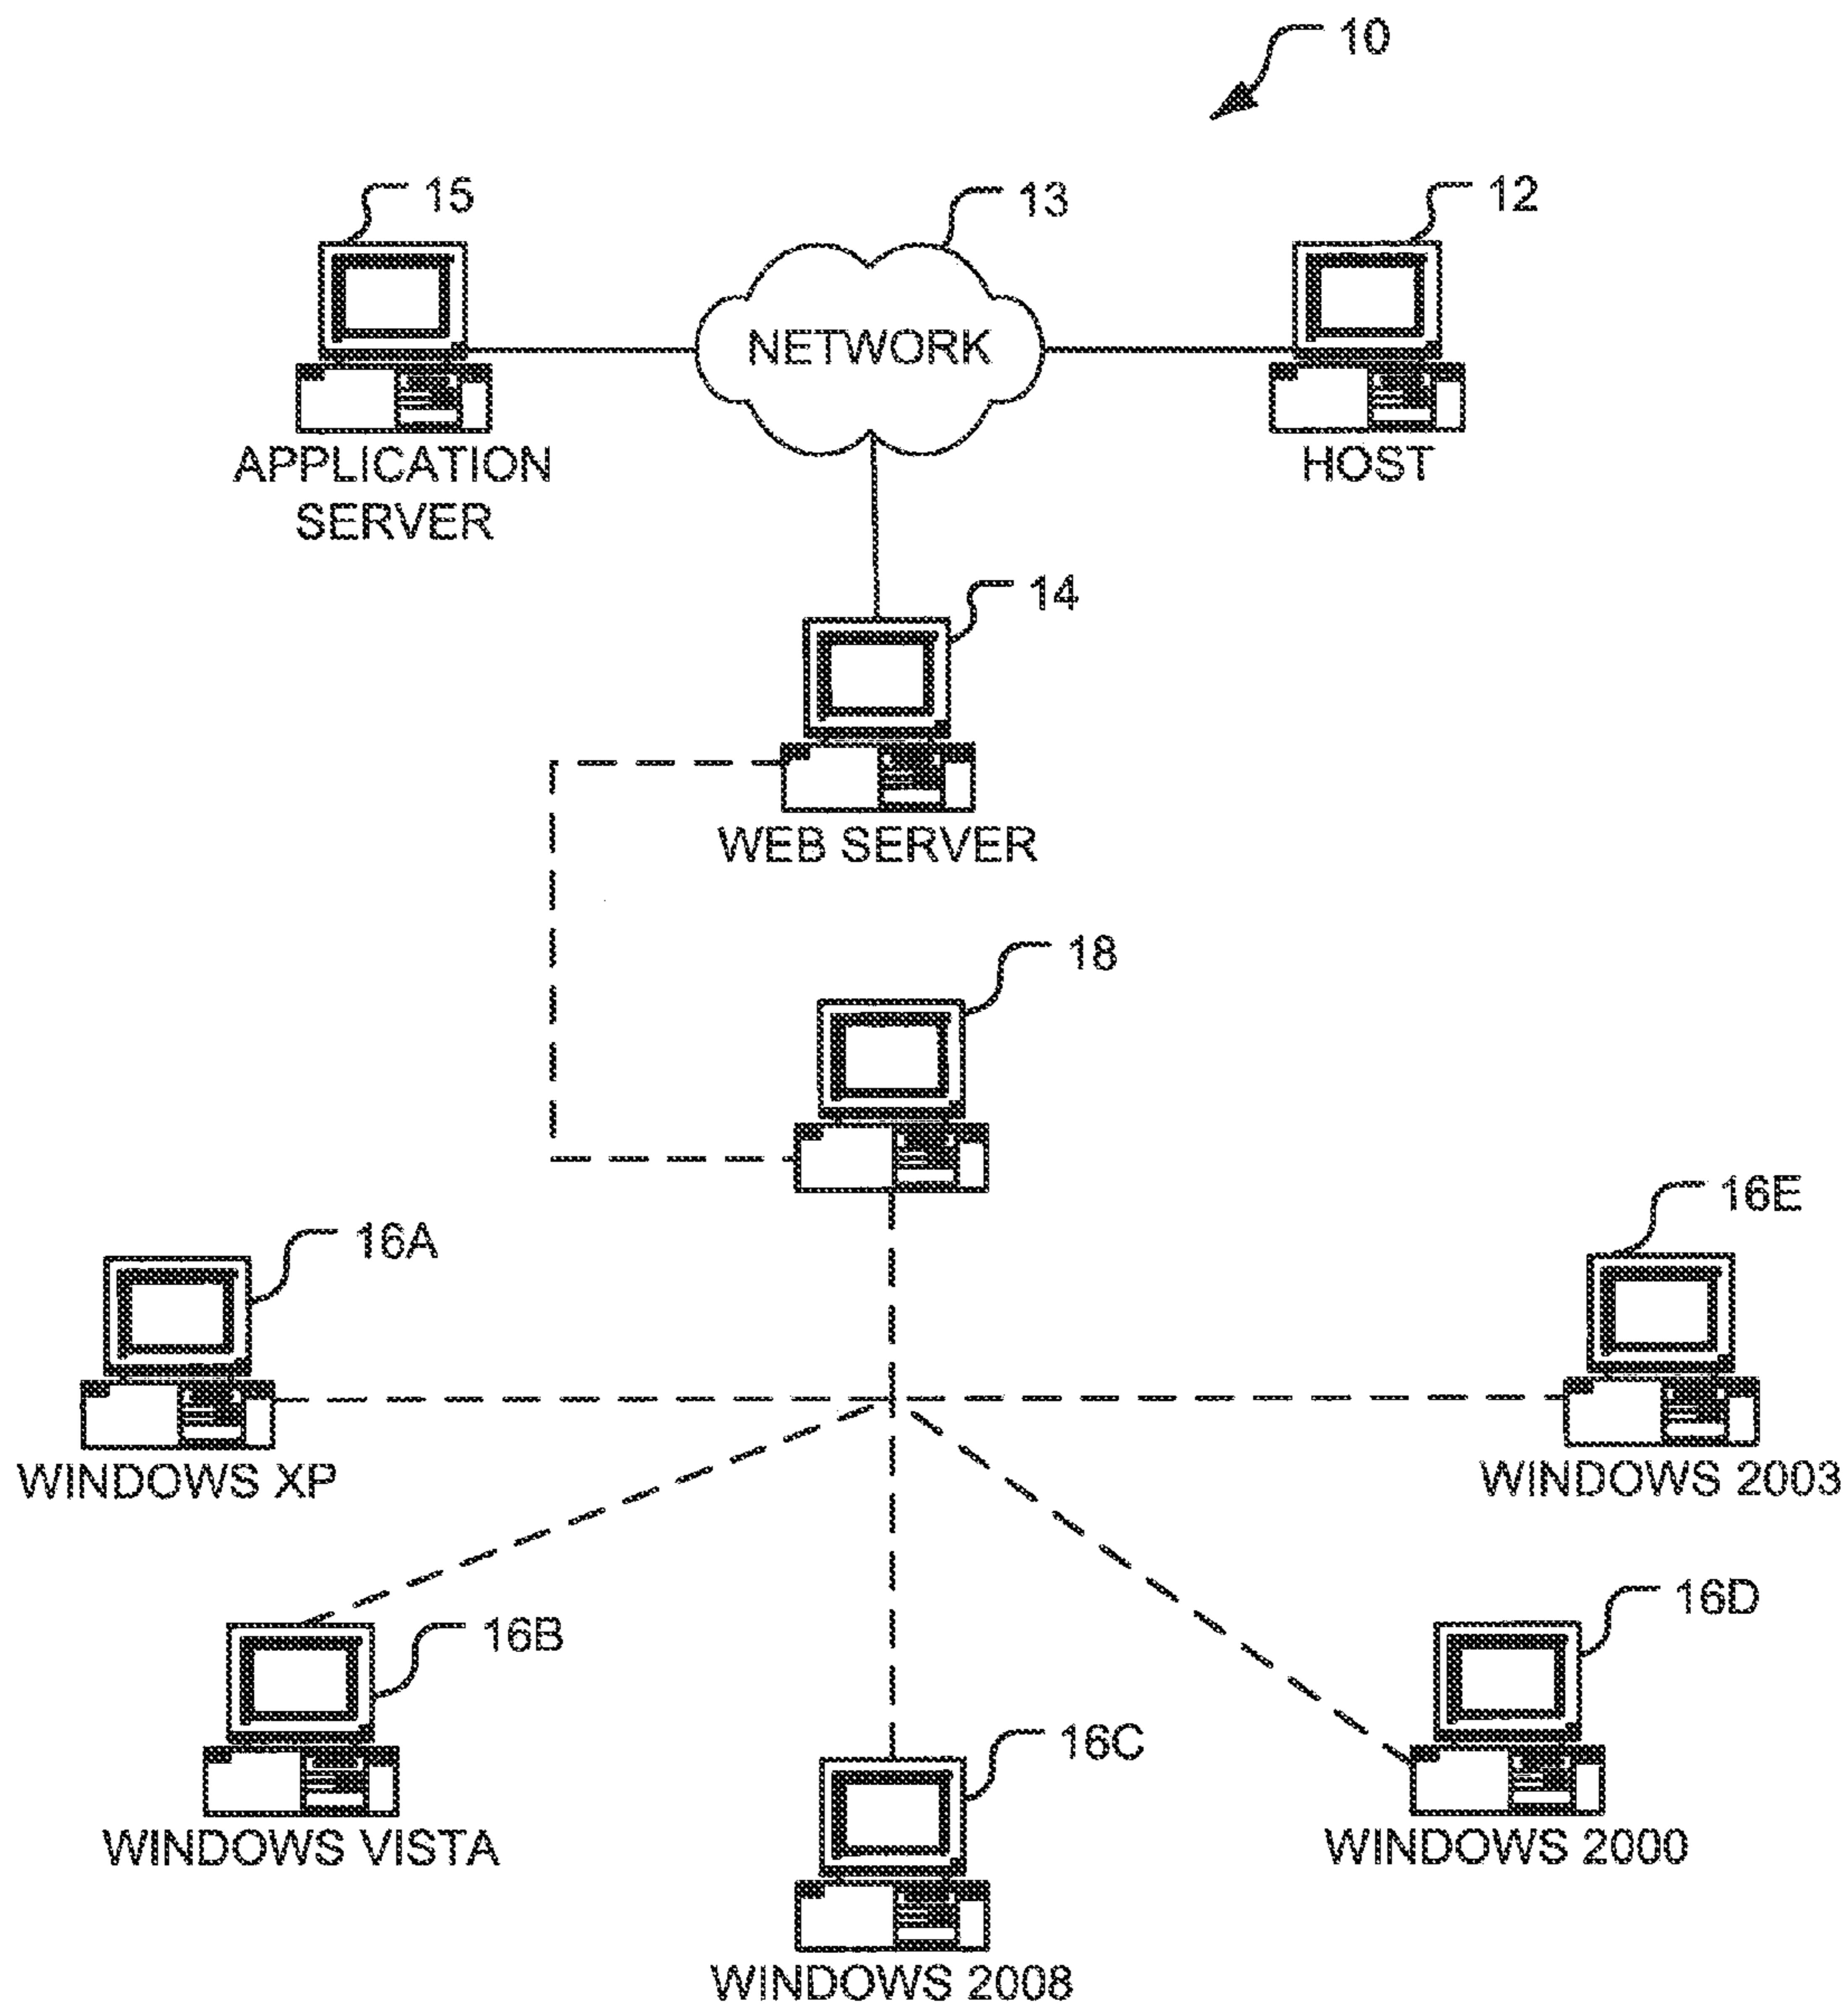 10
15
13
12
NETWORK
APPLICATION
SERVER
HOST
14
WEB SERVER
18
16A
16E
WINDOWS XP
WINDOWS 2003
16B
16D
16C
WINDOWS VISTA
WINDOWS 2000
WINDOWS 2008